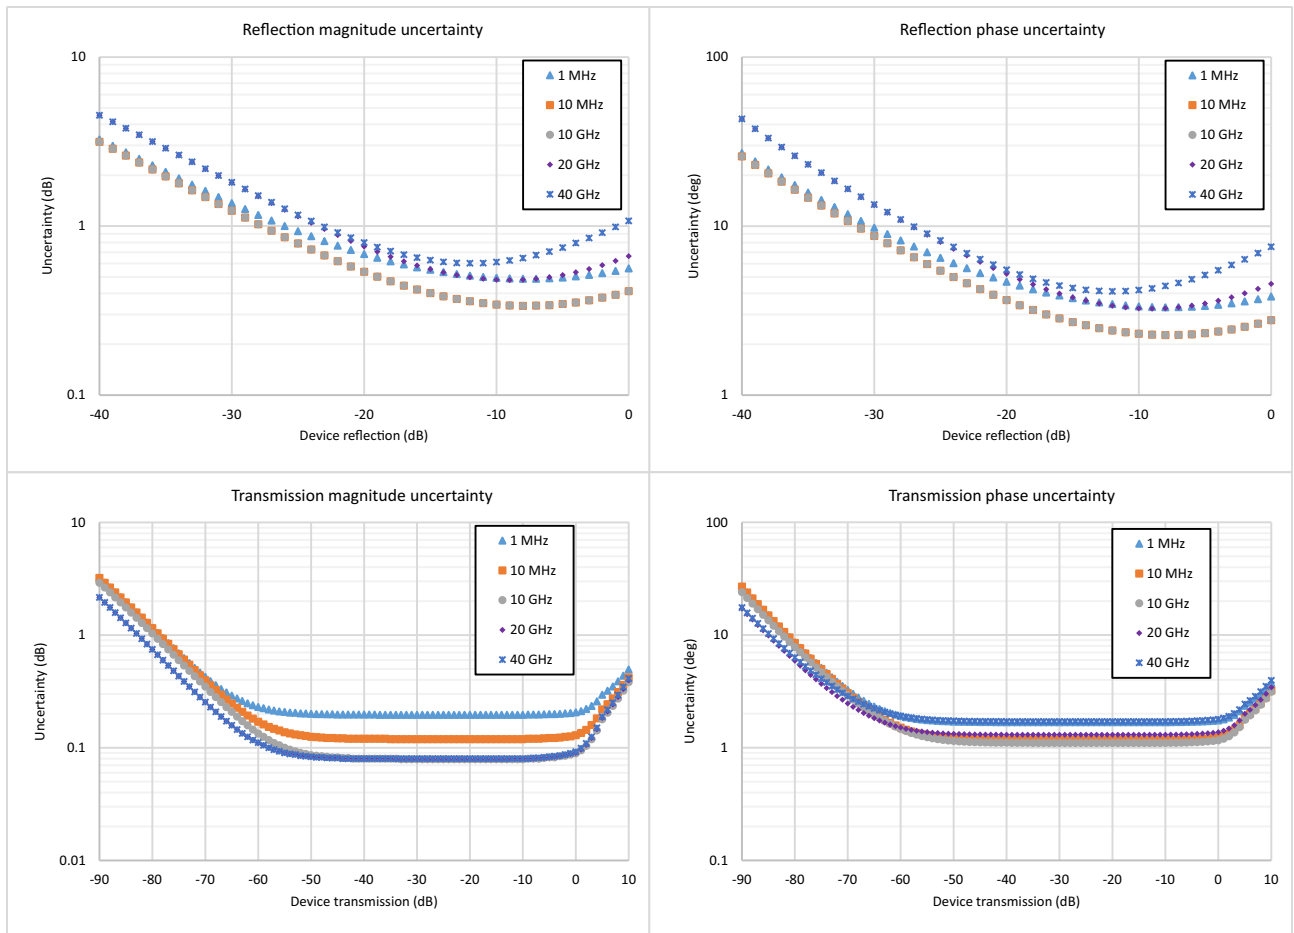 Reflection magnitude uncertainty
10
1
0.1
Uncertainty (dB)
-40
-30
-20
-10
0
Device reflection (dB)
1 MHz
10 MHz
10 GHz
20 GHz
40 GHz
Reflection phase uncertainty
100
10
1
Uncertainty (deg)
-40
-30
-20
-10
0
Device reflection (dB)
1 MHz
10 MHz
10 GHz
20 GHz
40 GHz
Transmission magnitude uncertainty
10
1
0.1
0.01
Uncertainty (dB)
-90
-80
-70
-60
-50
-40
-30
-20
-10
0
10
Device transmission (dB)
1 MHz
10 MHz
10 GHz
20 GHz
40 GHz
Transmission phase uncertainty
100
10
1
0.1
Uncertainty (deg)
-90
-80
-70
-60
-50
-40
-30
-20
-10
0
10
Device transmission (dB)
1 MHz
10 MHz
10 GHz
20 GHz
40 GHz